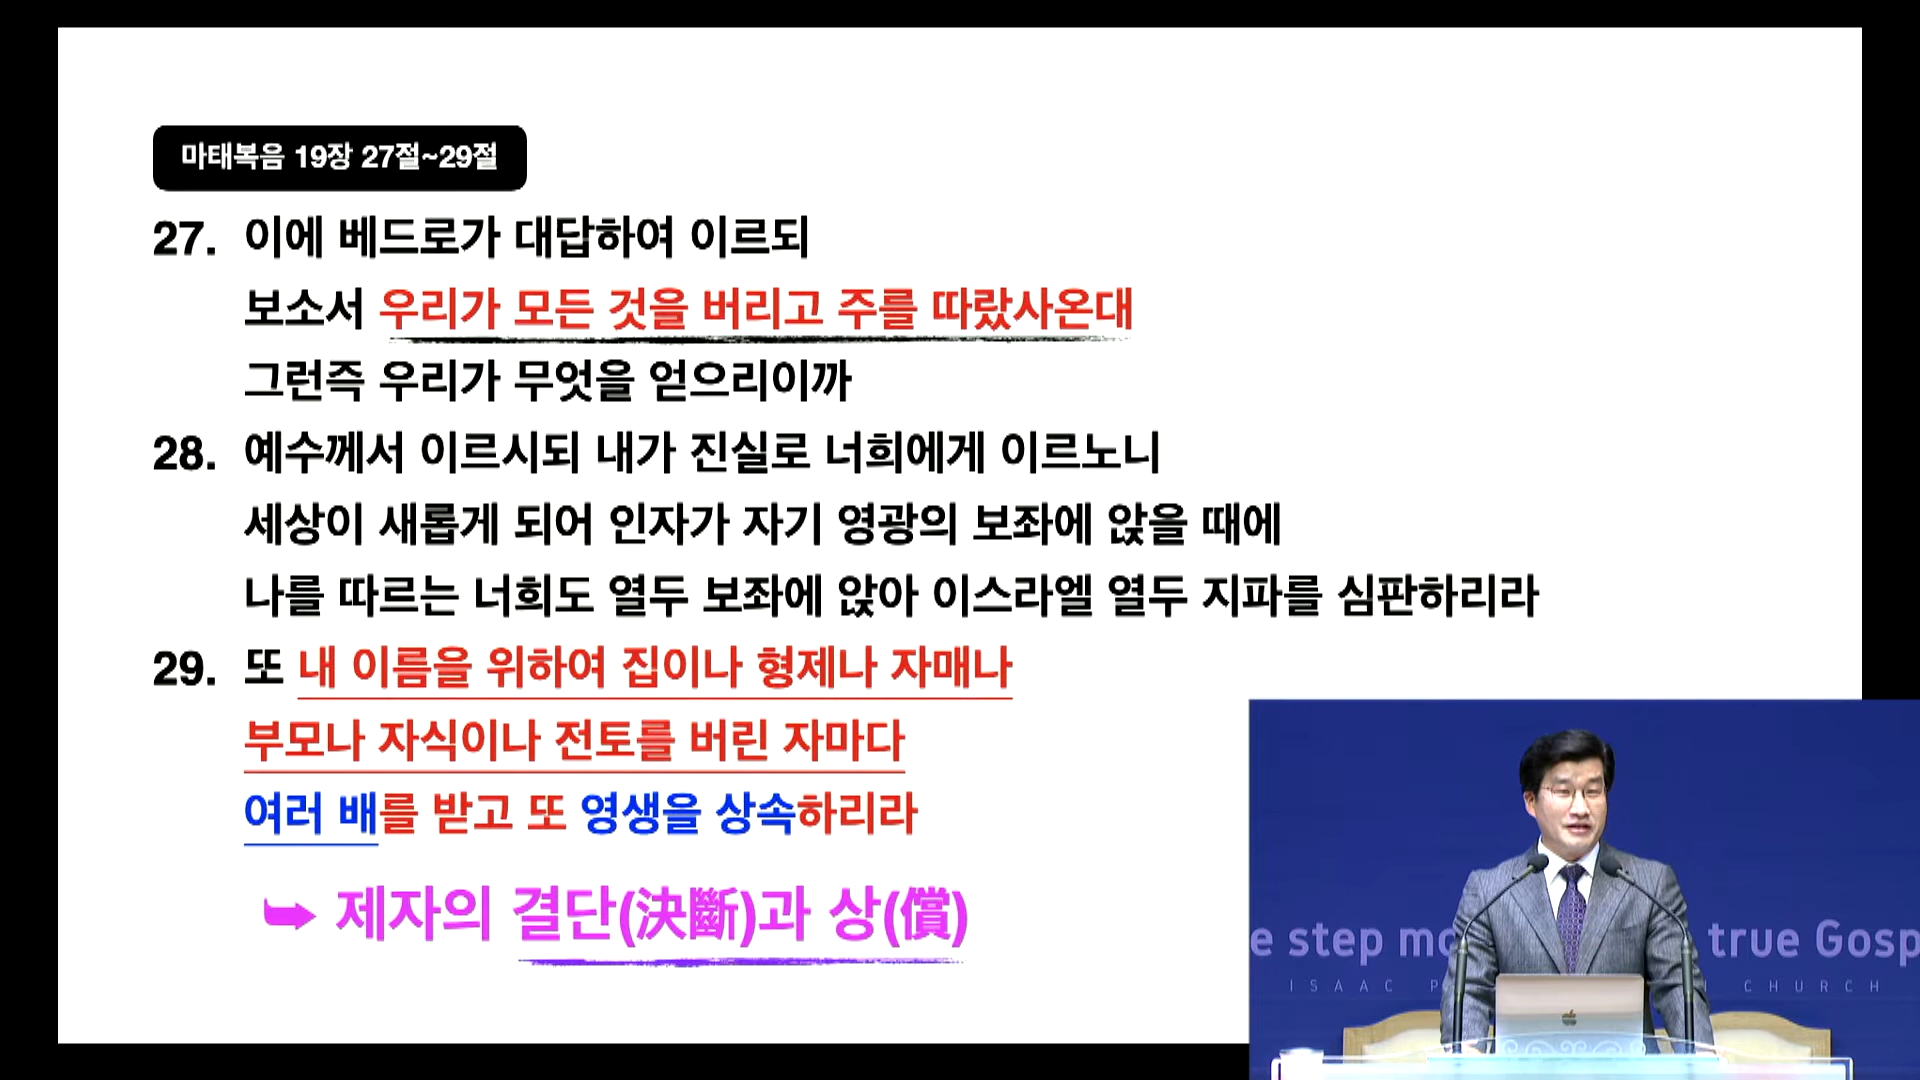 마태복음 19장 27절~29절
27. 이에 베드로가 대답하여 이르되
보소서 우리가 모든 것을 버리고 주를 따랐사온대
그런즉 우리가 무엇을 얻으리이까
28. 예수께서 이르시되 내가 진실로 너희에게 이르노니
세상이 새롭게 되어 인자가 자기 영광의 보좌에 앉을 때에
나를 따르는 너희도 열두 보좌에 앉아 이스라엘 열두 지파를 심판하리라
29. 또 내 이름을 위하여 집이나 형제나 자매나
부모나 자식이나 전토를 버린 자마다
여러 배를 받고 또 영생을 상속하리라
➥ 제자의 결단(決斷)과 상(償)
e step mo true Gosp
ISAAC P CHURCH